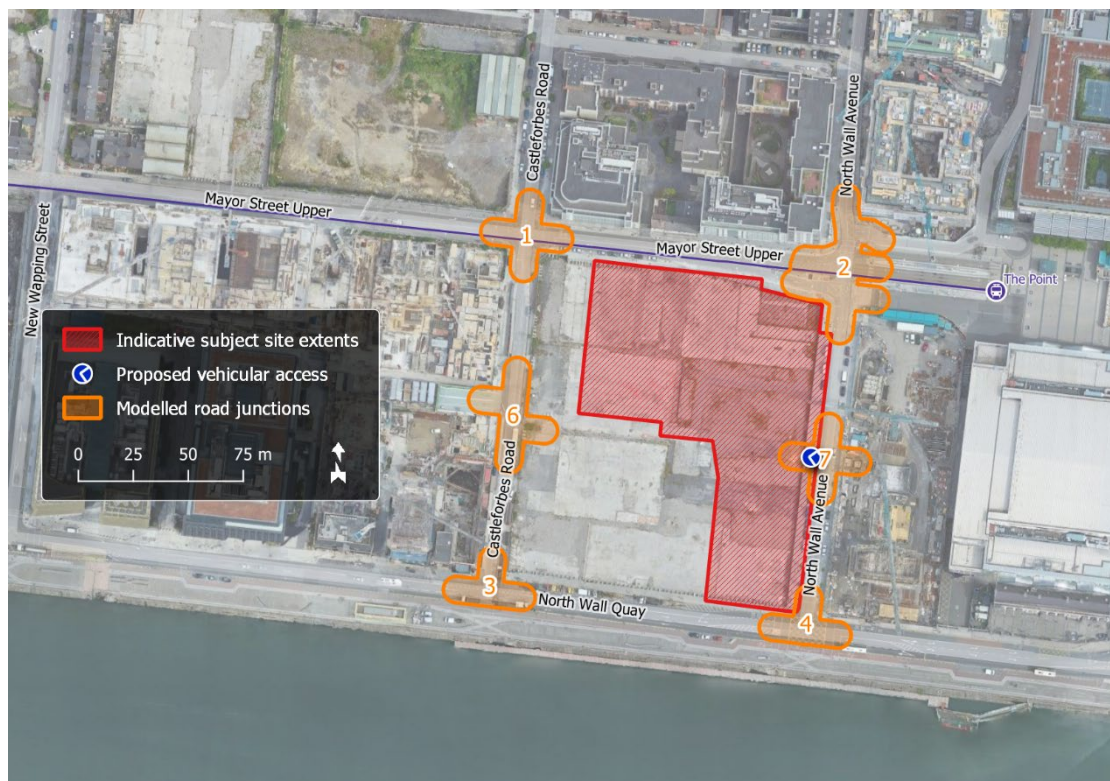 Castleforbes Road
North Wall Avenue
Mayor Street Upper
New Wapping Street
1
Mayor Street Upper
2
The Point
Indicative subject site extents
Proposed vehicular access
Modelled road junctions
0 25 50 75 m
6
7
Castleforbes Road
North Wall Avenue
3
North Wall Quay
4